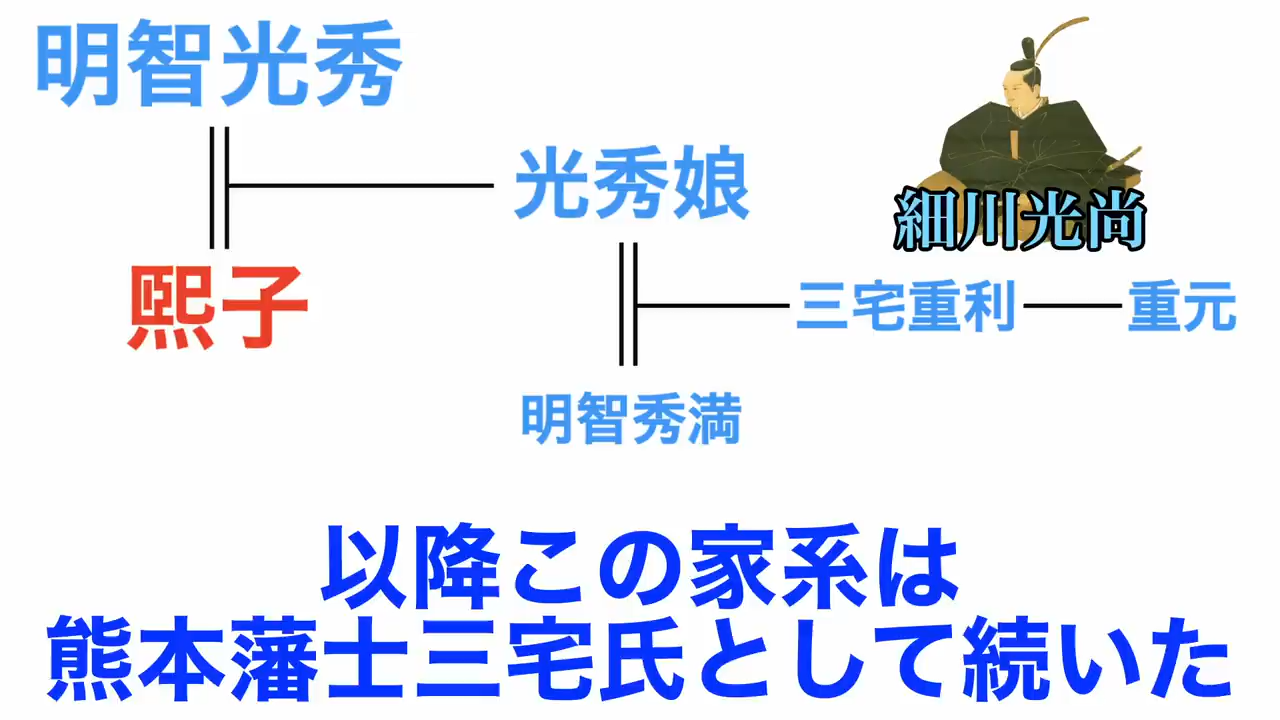 明智光秀
光秀娘
細川光尚
熙子
三宅重利
重元
明智秀満
以降この家系は
熊本藩士三宅氏として続いた